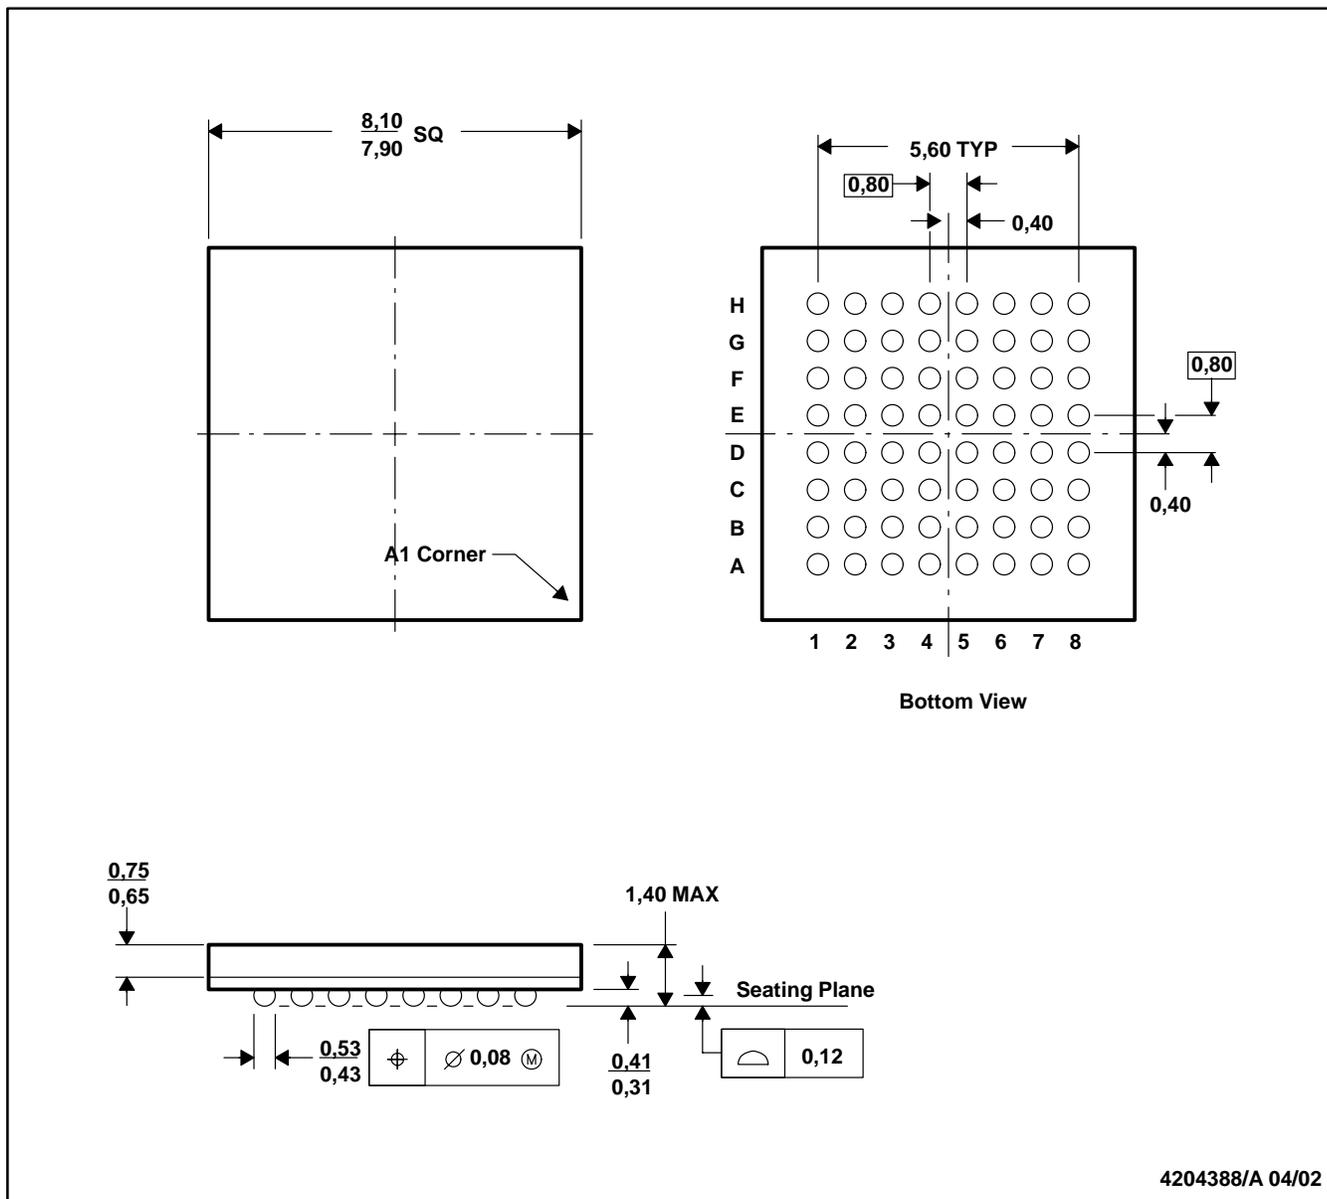 8,10
7,90
SQ
5,60 TYP
0,80
0,40
H
G
F
E
D
C
B
A
0,80
0,40
A1 Corner
1 2 3 4 5 6 7 8
Bottom View
0,75
0,65
1,40 MAX
Seating Plane
0,53
0,43
0,08 M
0,41
0,31
0,12
4204388/A 04/02